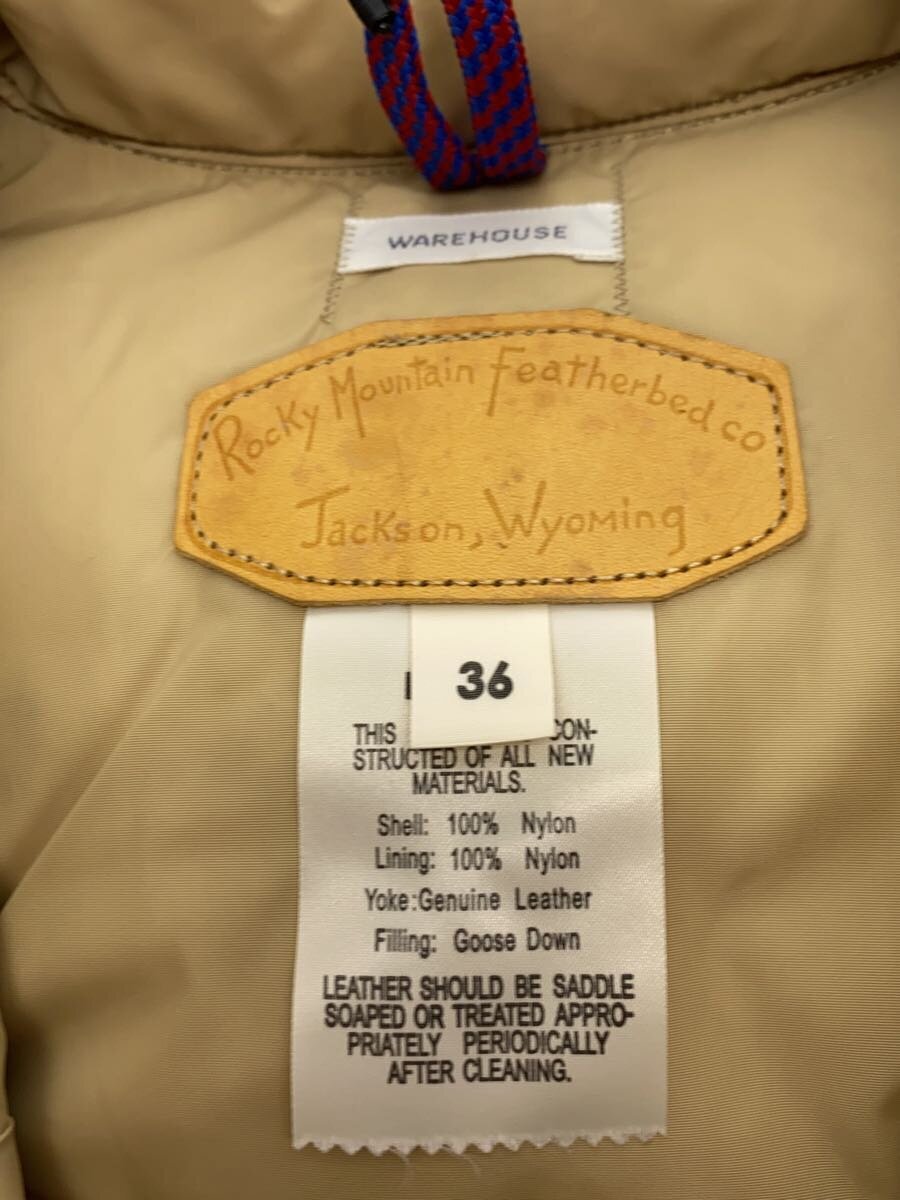 WAREHOUSE
Rocky Mountain Featherbed co
Jackson, Wyoming
36
THIS CON-
STRUCTED OF ALL NEW
MATERIALS.
Shell: 100% Nylon
Lining: 100% Nylon
Yoke:Genuine Leather
Filling: Goose Down
LEATHER SHOULD BE SADDLE
SOAPED OR TREATED APPRO-
PRIATELY PERIODICALLY
AFTER CLEANING.